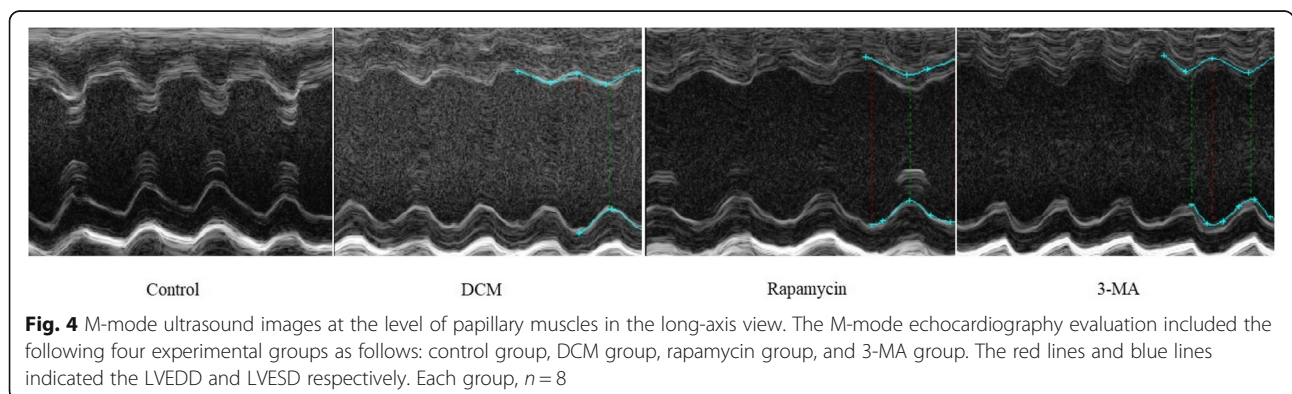 Control DCM Rapamycin 3-MA
Fig. 4 M-mode ultrasound images at the level of papillary muscles in the long-axis view. The M-mode echocardiography evaluation included the
following four experimental groups as follows: control group, DCM group, rapamycin group, and 3-MA group. The red lines and blue lines
indicated the LVEDD and LVESD respectively. Each group, n = 8